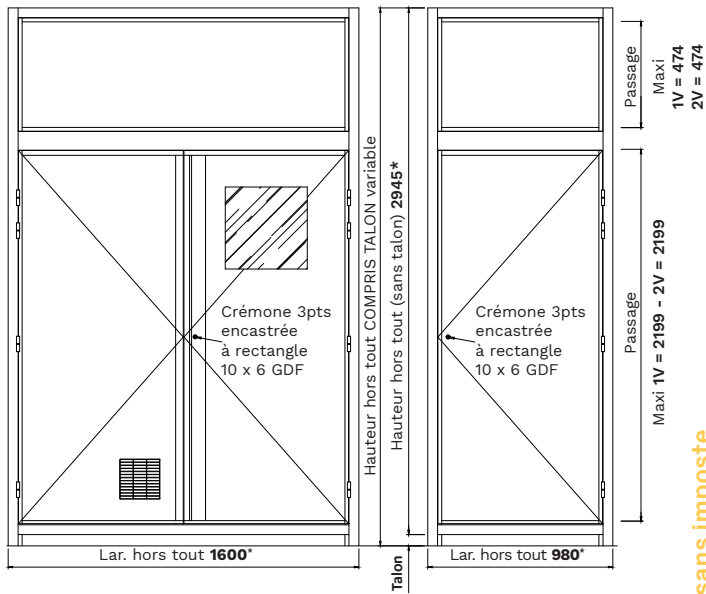 Crémone 3pts
encastrée
à rectangle
10 x 6 GDF
Lar. hors tout 1600*
Hauteur hors tout COMPRIS TALON variable
Hauteur hors tout (sans talon) 2945*
Talon
Crémone 3pts
encastrée
à rectangle
10 x 6 GDF
Lar. hors tout 980*
Passage
Maxi
1V = 474
2V = 474
Passage
Maxi 1V = 2199 - 2V = 2199
sans imposte